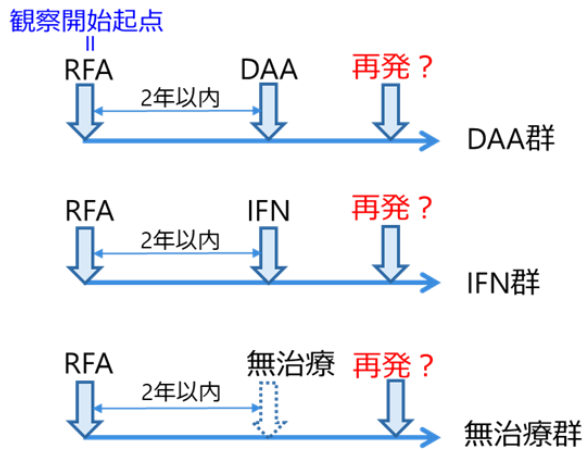 観察開始起点
=
RFA
DAA
再発？
2年以内
DAA群
RFA
IFN
再発？
2年以内
IFN群
RFA
無治療
再発？
2年以内
無治療群